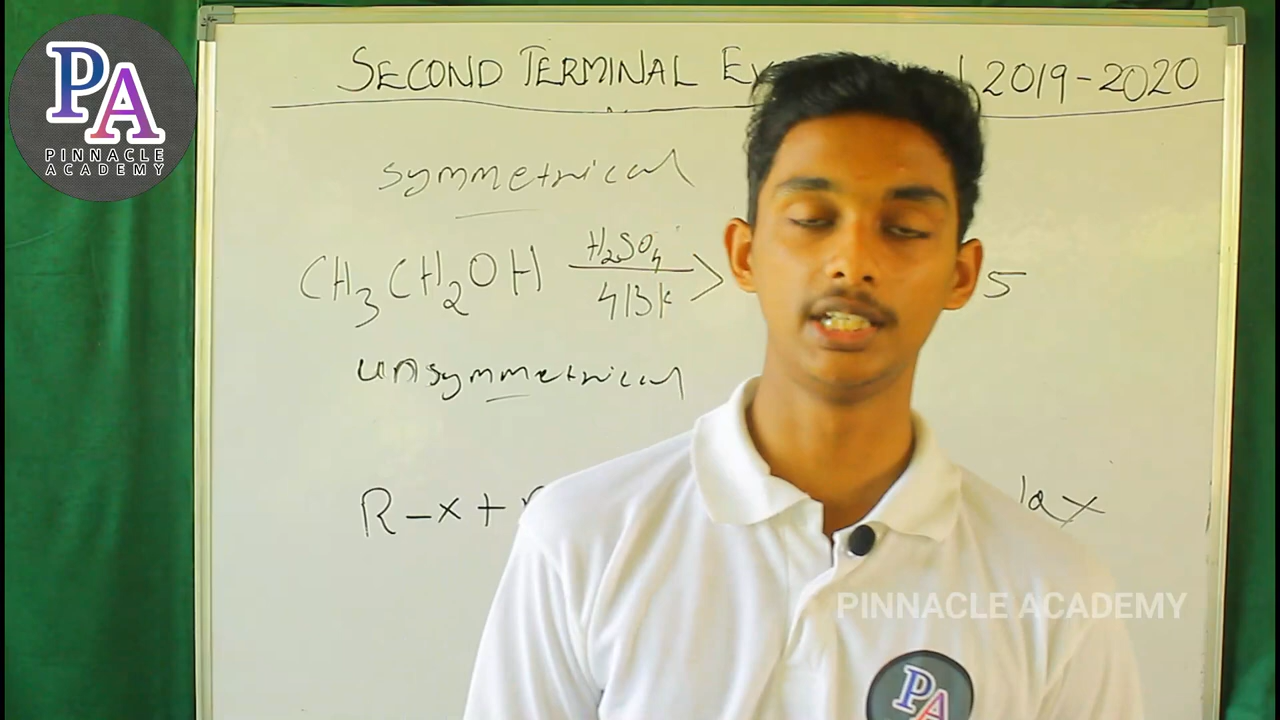 PA
PINNACLE
ACADEMY
SECOND TERMINAL 2019-2020
symmetrical
CH3CH2OH H2SO4 413K 5
unsymmetrical
R-x+ ax
PINNACLE ACADEMY
PA